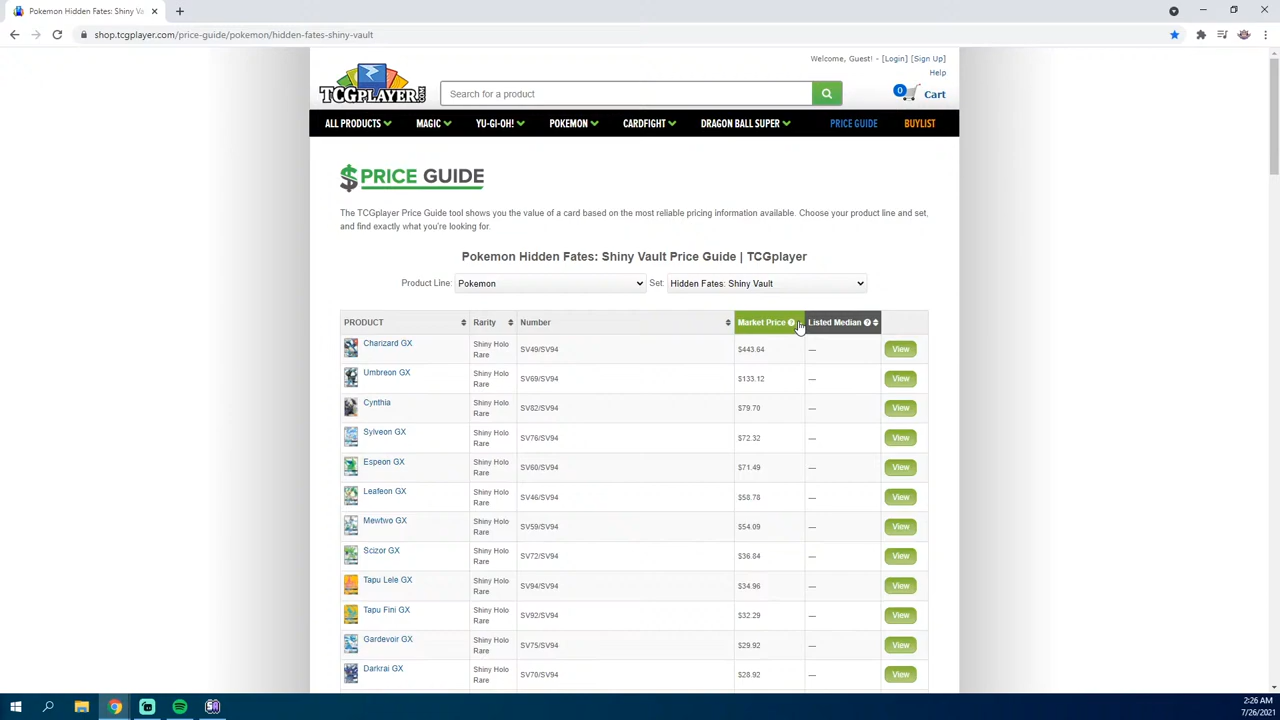 Pokemon Hidden Fates: Shiny Va
shop.tcgplayer.com/price-guide/pokemon/hidden-fates-shiny-vault
Welcome, Guest! - [Login] [Sign Up]
Help
TCGPLAYER.COM
Search for a product
0 Cart
ALL PRODUCTS MAGIC YU-GI-OH! POKEMON CARDFIGHT DRAGON BALL SUPER PRICE GUIDE BUYLIST
$ PRICE GUIDE
The TCGplayer Price Guide tool shows you the value of a card based on the most reliable pricing information available. Choose your product line and set,
and find exactly what you're looking for.
Pokemon Hidden Fates: Shiny Vault Price Guide | TCGplayer
Product Line: Pokemon Set: Hidden Fates: Shiny Vault
PRODUCT Rarity Number Market Price ? Listed Median ?
Charizard GX Shiny Holo Rare SV49/SV94 $443.64 — View
Umbreon GX Shiny Holo Rare SV69/SV94 $133.12 — View
Cynthia Shiny Holo Rare SV82/SV94 $79.70 — View
Sylveon GX Shiny Holo Rare SV76/SV94 $72.32 — View
Espeon GX Shiny Holo Rare SV60/SV94 $71.49 — View
Leafeon GX Shiny Holo Rare SV46/SV94 $58.78 — View
Mewtwo GX Shiny Holo Rare SV59/SV94 $54.09 — View
Scizor GX Shiny Holo Rare SV72/SV94 $36.84 — View
Tapu Lele GX Shiny Holo Rare SV94/SV94 $34.96 — View
Tapu Fini GX Shiny Holo Rare SV92/SV94 $32.29 — View
Gardevoir GX Shiny Holo Rare SV75/SV94 $29.92 — View
Darkrai GX Shiny Holo Rare SV70/SV94 $28.92 — View
2:26 AM
7/26/2021